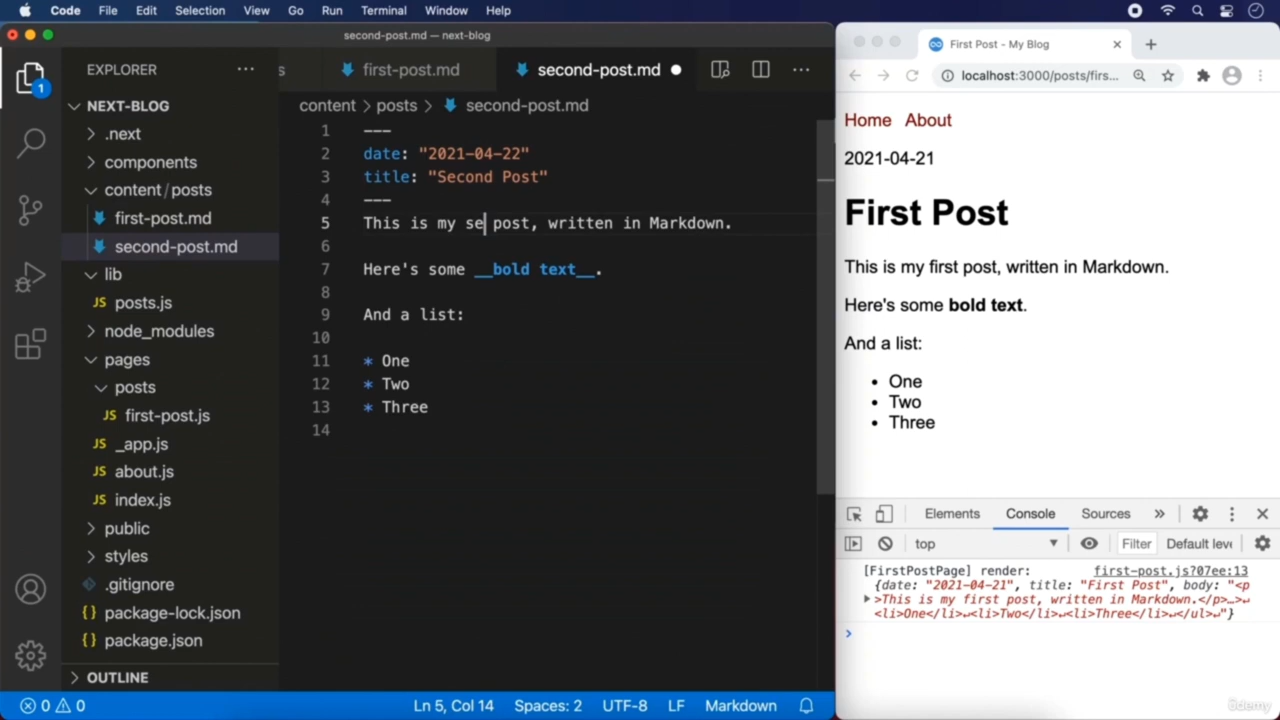 Code File Edit Selection View Go Run Terminal Window Help
second-post.md — next-blog
EXPLORER
1
NEXT-BLOG
.next
components
content/posts
first-post.md
second-post.md
lib
posts.js
node_modules
pages
posts
first-post.js
_app.js
about.js
index.js
public
styles
.gitignore
package-lock.json
package.json
OUTLINE
s first-post.md second-post.md
content > posts > second-post.md
1 ---
2 date: "2021-04-22"
3 title: "Second Post"
4 ---
5 This is my se post, written in Markdown.
6
7 Here's some __bold text__.
8
9 And a list:
10
11 * One
12 * Two
13 * Three
14
0 0 Ln 5, Col 14 Spaces: 2 UTF-8 LF Markdown
First Post - My Blog
localhost:3000/posts/firs...
Home About
2021-04-21
First Post
This is my first post, written in Markdown.
Here's some bold text.
And a list:
• One
• Two
• Three
Elements Console Sources »
top Filter Default leve
[FirstPostPage] render: first-post.js?07ee:13
{date: "2021-04-21", title: "First Post", body: "<p
>This is my first post, written in Markdown.</p>…>↵
<li>One</li>↵<li>Two</li>↵<li>Three</li>↵</ul>↵"}
>
ûdemy